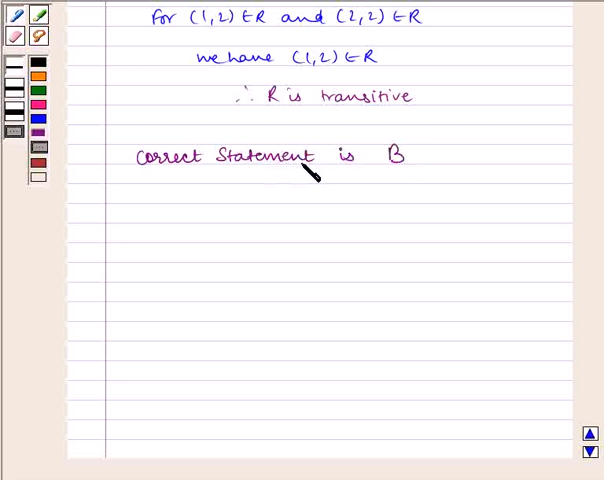 For (1,2) ∈ R and (2,2) ∈ R
we have (1,2) ∈ R
∴ R is transitive
Correct Statement is B